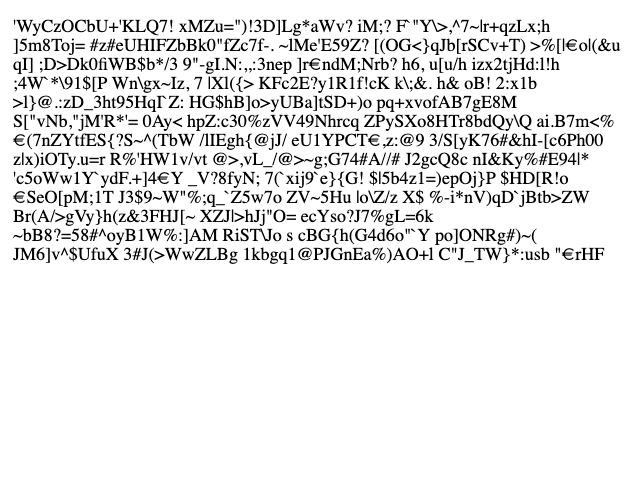 'WyCzOCbU+'KLQ7! xMZu=")!3D]Lg*aWv? iM;? F`"Y\>,^7~|r+qzLx;h
]5m8Toj= #z#eUHIFZbBk0"fZc7f-. ~lMe'E59Z? [(OG<}qJb[rSCv+T) >%[|€o|(&u
qI] ;D>Dk0fiWB$b*/3 9"-gI.N:,,:3nep ]r€ndM;Nrb? h6, u[u/h izx2tjHd:l!h
;4W`*\91$[P Wn\gx~Iz, 7 |Xl({> KFc2E?y1R1f!cK k\;&. h& oB! 2:x1b
>l}@.:zD_3ht95HqΓZ: HG$hB]o>yUBa]tSD+)o pq+xvofAB7gE8M
S["vNb,"jM'R*'= 0Ay< hpZ:c30%zVV49Nhrcq ZPySXo8HTr8bdQy\Q ai.B7m<%
€(7nZYtfES{?S~^(TbW /lIEgh{@jJ/ eU1YPCT€,z:@9 3/S[yK76#&hI-[c6Ph00
z|x)iOTy.u=r R%'HW1v/vt @>,vL_/@>~g;G74#A//# J2gcQ8c nI&Ky%#E94|*
'c5oWw1Y`ydF.+]4€Y _V?8fyN; 7(`xij9`e}{G! $|5b4z1=)epOj}P $HD[R!o
€SeO[pM;1T J3$9~W"%;q_`Z5w7o ZV~5Hu |o\Z/z X$ %-i*nV)qD`jBtb>ZW
Br(A/>gVy}h(z&3FHJ[~ XZJ|>hJj"O= ecYso?J7%gL=6k
~bB8?=58#^oyB1W%:]AM RiST\Jo s cBG{h(G4d6o"`Y po]ONRg#)~(
JM6]v^$UfuX 3#J(>WwZLBg 1kbgq1@PJGnEa%)AO+l C"J_TW}*:usb "€rHF